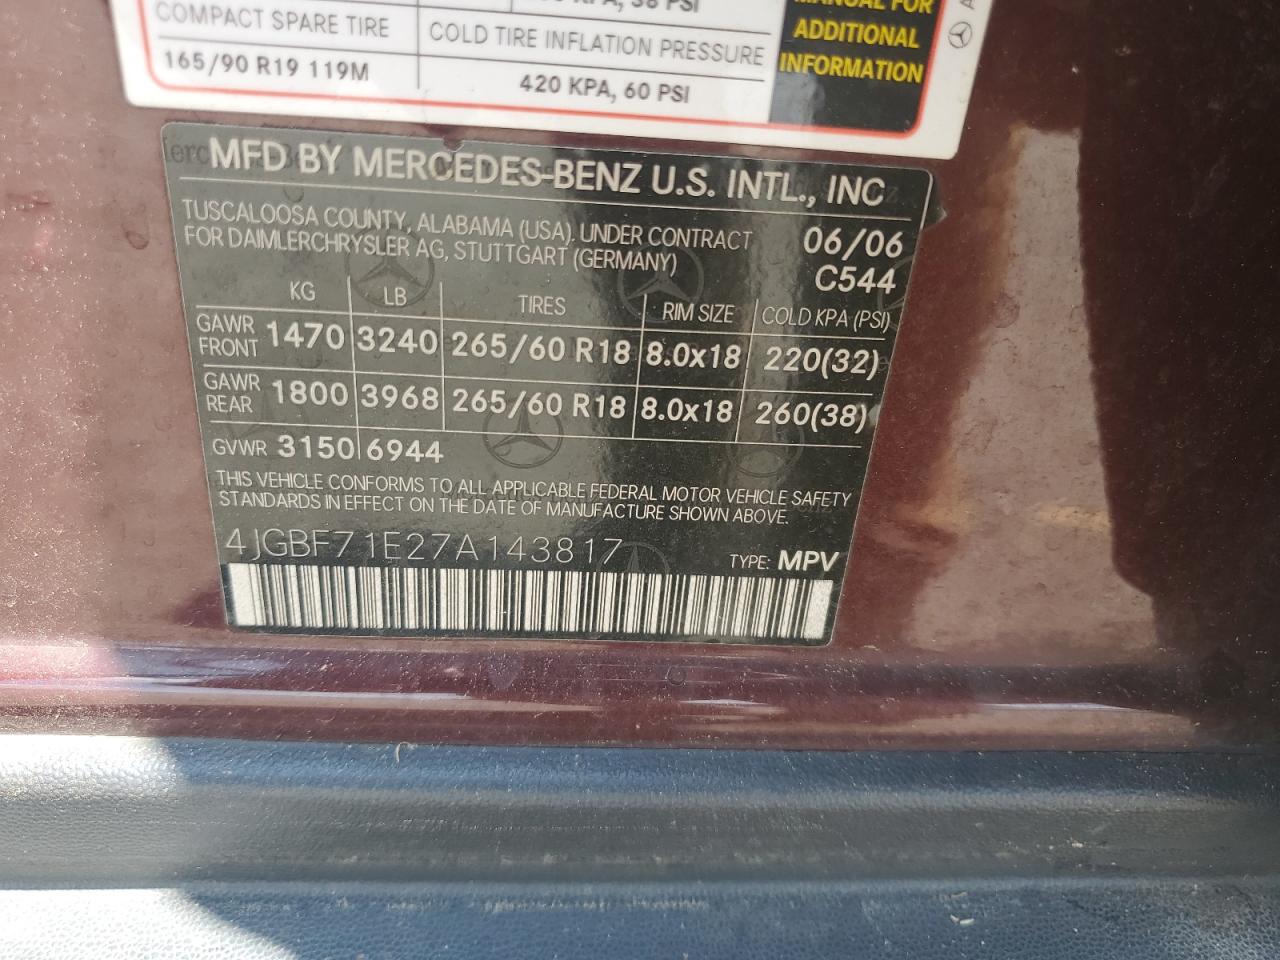 38 PSI
COMPACT SPARE TIRE
COLD TIRE INFLATION PRESSURE
165/90 R19 119M
420 KPA, 60 PSI
MANUAL FOR
ADDITIONAL
INFORMATION
MFD BY MERCEDES-BENZ U.S. INTL., INC
TUSCALOOSA COUNTY, ALABAMA (USA). UNDER CONTRACT
FOR DAIMLERCHRYSLER AG, STUTTGART (GERMANY)
06/06
C544
KG LB TIRES RIM SIZE COLD KPA (PSI)
GAWR FRONT 1470 3240 265/60 R18 8.0x18 220(32)
GAWR REAR 1800 3968 265/60 R18 8.0x18 260(38)
GVWR 3150 6944
THIS VEHICLE CONFORMS TO ALL APPLICABLE FEDERAL MOTOR VEHICLE SAFETY
STANDARDS IN EFFECT ON THE DATE OF MANUFACTURE SHOWN ABOVE.
4JGBF71E27A143817
TYPE: MPV